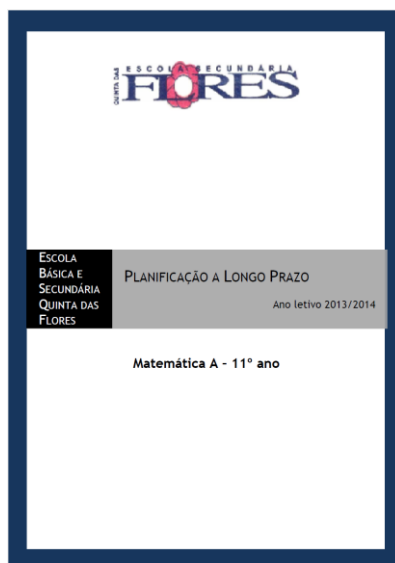 ESCOLA SECUNDÁRIA
QUINTA DAS
FLORES
ESCOLA
BÁSICA E
SECUNDÁRIA
QUINTA DAS
FLORES
PLANIFICAÇÃO A LONGO PRAZO
Ano letivo 2013/2014
Matemática A – 11º ano